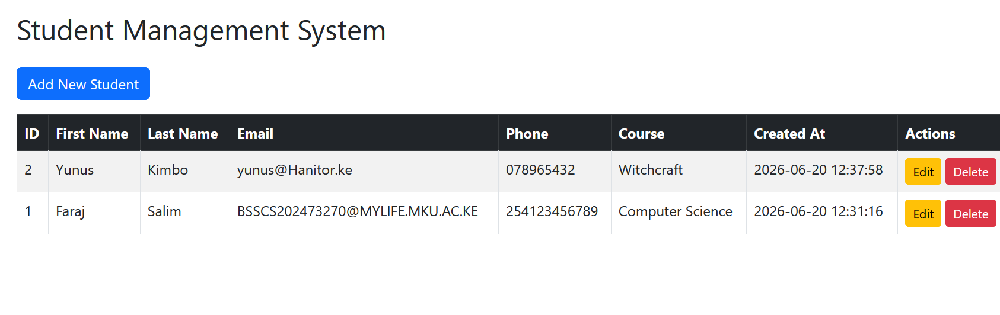 Student Management System
Add New Student
ID First Name Last Name Email Phone Course Created At Actions
2 Yunus Kimbo yunus@Hanitor.ke 078965432 Witchcraft 2026-06-20 12:37:58 Edit Delete
1 Faraj Salim BSSCS202473270@MYLIFE.MKU.AC.KE 254123456789 Computer Science 2026-06-20 12:31:16 Edit Delete